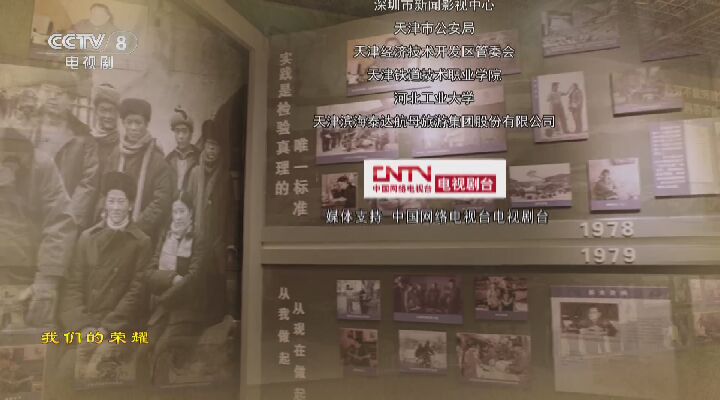 CCTV 8
电视剧
深圳市新闻影视中心
天津市公安局
天津经济技术开发区管委会
天津铁道技术职业学院
河北工业大学
天津滨海泰达航母旅游集团股份有限公司
CNTV
中国网络电视台
电视剧台
媒体支持 中国网络电视台电视剧台
实践是检验真理的
唯一标准
1978
1979
从我做起
从现在做起
我们的荣耀